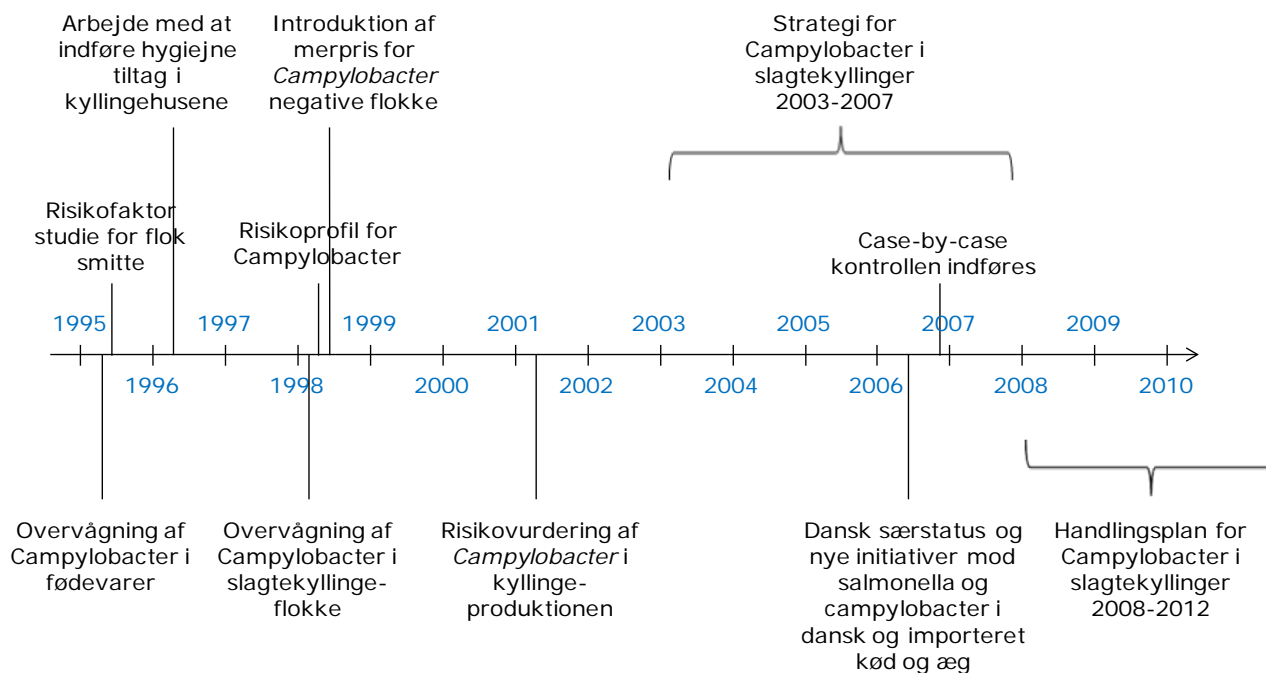 Arbejde med at
indføre hygiejne
tiltag i
kyllingehusene
Introduktion af
merpris for
Campylobacter
negative flokke
Strategi for
Campylobacter i
slagtekyllinger
2003-2007
Risikofaktor
studie for flok
smitte
Risikoprofil for
Campylobacter
Case-by-case
kontrollen indføres
1995 1997 1999 2001 2003 2005 2007 2009
1996 1998 2000 2002 2004 2006 2008 2010
Overvågning af
Campylobacter i
fødevarer
Overvågning af
Campylobacter i
slagtekyllinge-
flokke
Risikovurdering af
Campylobacter i
kyllinge-
produktionen
Dansk særstatus og
nye initiativer mod
salmonella og
campylobacter i
dansk og importeret
kød og æg
Handlingsplan for
Campylobacter i
slagtekyllinger
2008-2012